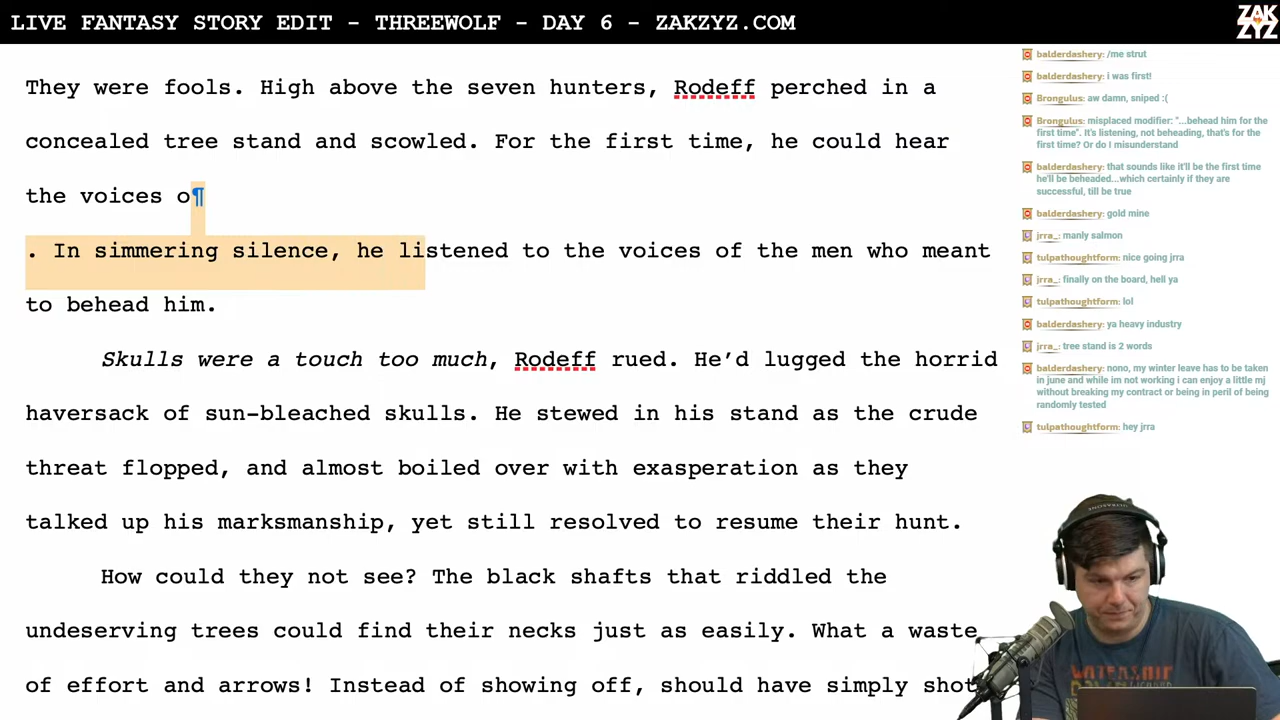 LIVE FANTASY STORY EDIT - THREEWOLF - DAY 6 - ZAKZYZ.COM
ZAK
ZYZ
They were fools. High above the seven hunters, Rodeff perched in a
concealed tree stand and scowled. For the first time, he could hear
the voices o¶
. In simmering silence, he listened to the voices of the men who meant
to behead him.
Skulls were a touch too much, Rodeff rued. He’d lugged the horrid
haversack of sun-bleached skulls. He stewed in his stand as the crude
threat flopped, and almost boiled over with exasperation as they
talked up his marksmanship, yet still resolved to resume their hunt.
How could they not see? The black shafts that riddled the
undeserving trees could find their necks just as easily. What a waste
of effort and arrows! Instead of showing off, should have simply shot
balderdashery: /me strut
balderdashery: i was first!
Brongulus: aw damn, sniped :(
Brongulus: misplaced modifier: "...behead him for the
first time". It's listening, not beheading, that's for the
first time? Or do I misunderstand
balderdashery: that sounds like it'll be the first time
he'll be beheaded...which certainly if they are
successful, till be true
balderdashery: gold mine
jrra_: manly salmon
tulpathoughtform: nice going jrra
jrra_: finally on the board, hell ya
tulpathoughtform: lol
balderdashery: ya heavy industry
jrra_: tree stand is 2 words
balderdashery: nono, my winter leave has to be taken
in june and while im not working i can enjoy a little mj
without breaking my contract or being in peril of being
randomly tested
tulpathoughtform: hey jrra
WATERSHIP
DOWN